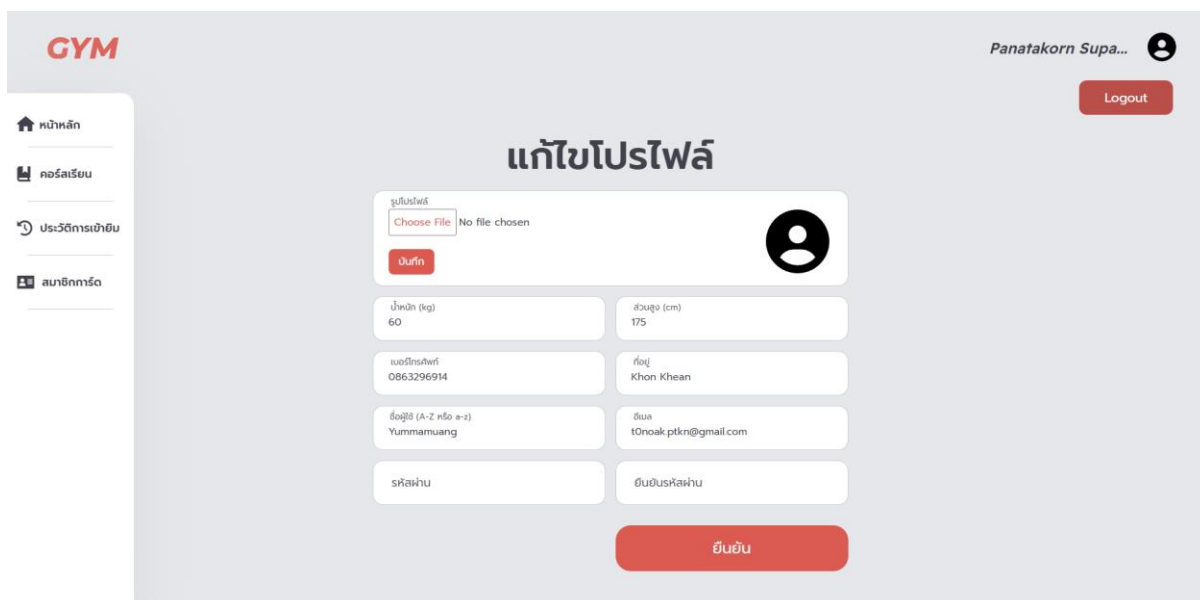 GYM
Panatakorn Supa...
Logout
หน้าหลัก
คอร์สเรียน
ประวัติการเข้ายิม
สมาชิกการ์ด
แก้ไขโปรไฟล์
รูปโปรไฟล์
Choose File No file chosen
บันทึก
น้ำหนัก (kg)
60
ส่วนสูง (cm)
175
เบอร์โทรศัพท์
0863296914
ที่อยู่
Khon Khean
ชื่อผู้ใช้ (A-Z หรือ a-z)
Yummamuang
อีเมล
t0noak.ptkn@gmail.com
รหัสผ่าน
ยืนยันรหัสผ่าน
ยืนยัน